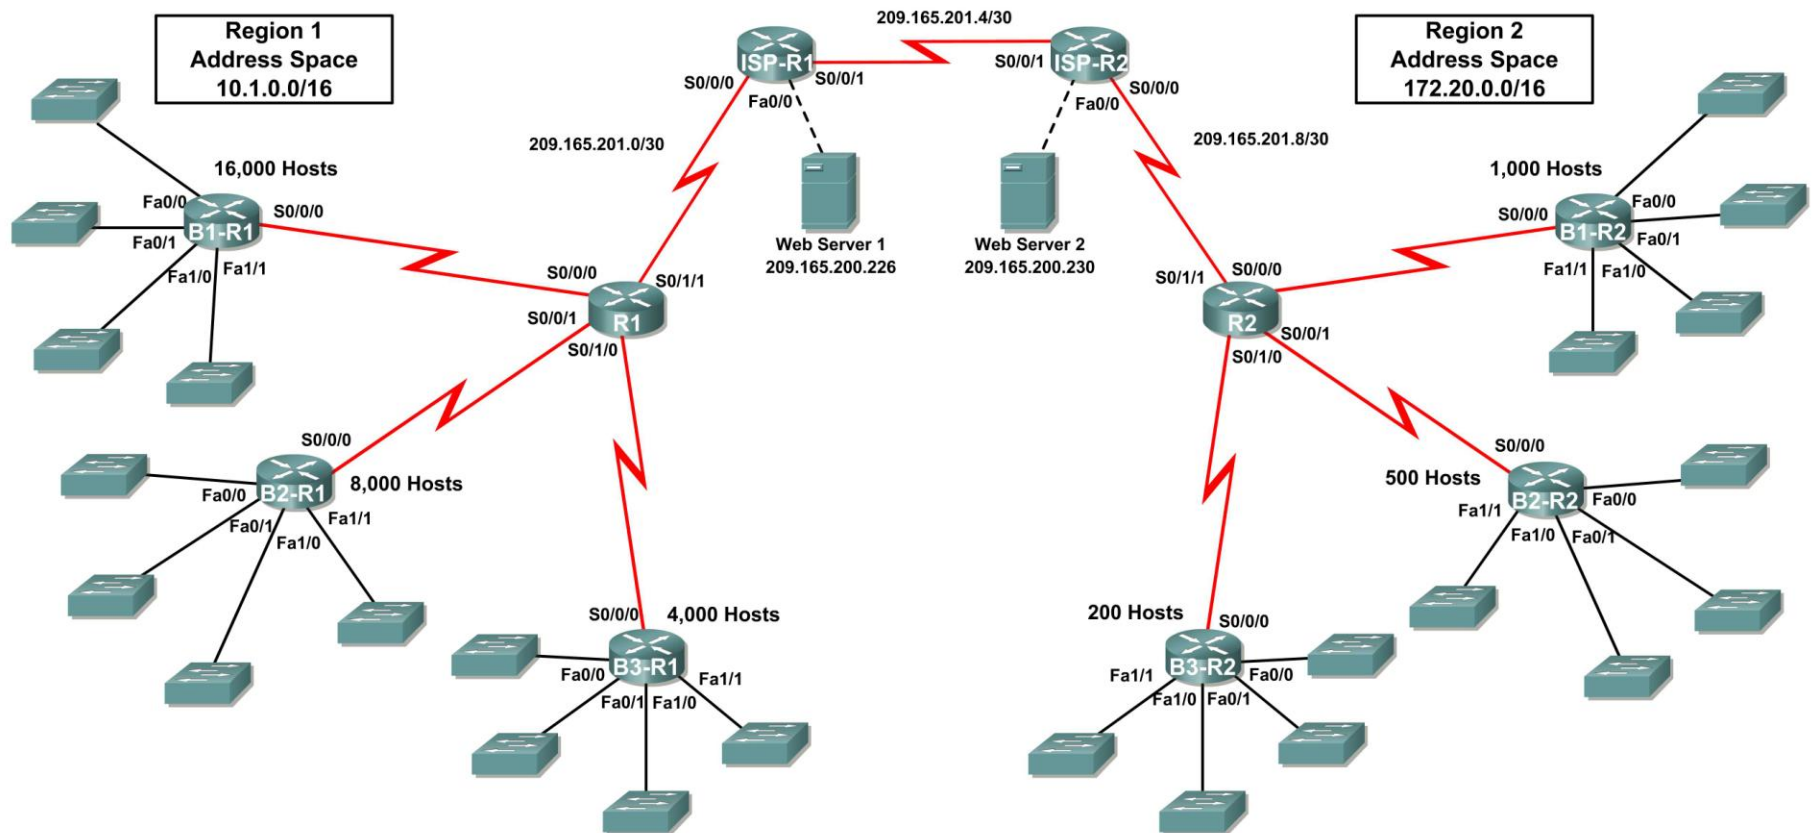 Region 1
Address Space
10.1.0.0/16
209.165.201.4/30
Region 2
Address Space
172.20.0.0/16
ISP-R1
S0/0/0
S0/0/1
Fa0/0
ISP-R2
S0/0/1
S0/0/0
Fa0/0
209.165.201.0/30
209.165.201.8/30
Web Server 1
209.165.200.226
Web Server 2
209.165.200.230
16,000 Hosts
B1-R1
Fa0/0
S0/0/0
Fa0/1
Fa1/0
Fa1/1
R1
S0/0/0
S0/1/1
S0/0/1
S0/1/0
R2
S0/1/1
S0/0/0
S0/0/1
S0/1/0
1,000 Hosts
B1-R2
S0/0/0
Fa0/0
Fa0/1
Fa1/1
Fa1/0
8,000 Hosts
B2-R1
S0/0/0
Fa0/0
Fa0/1
Fa1/1
Fa1/0
500 Hosts
B2-R2
S0/0/0
Fa0/0
Fa1/1
Fa1/0
Fa0/1
4,000 Hosts
B3-R1
S0/0/0
Fa0/0
Fa1/1
Fa0/1
Fa1/0
200 Hosts
B3-R2
S0/0/0
Fa1/1
Fa0/0
Fa1/0
Fa0/1